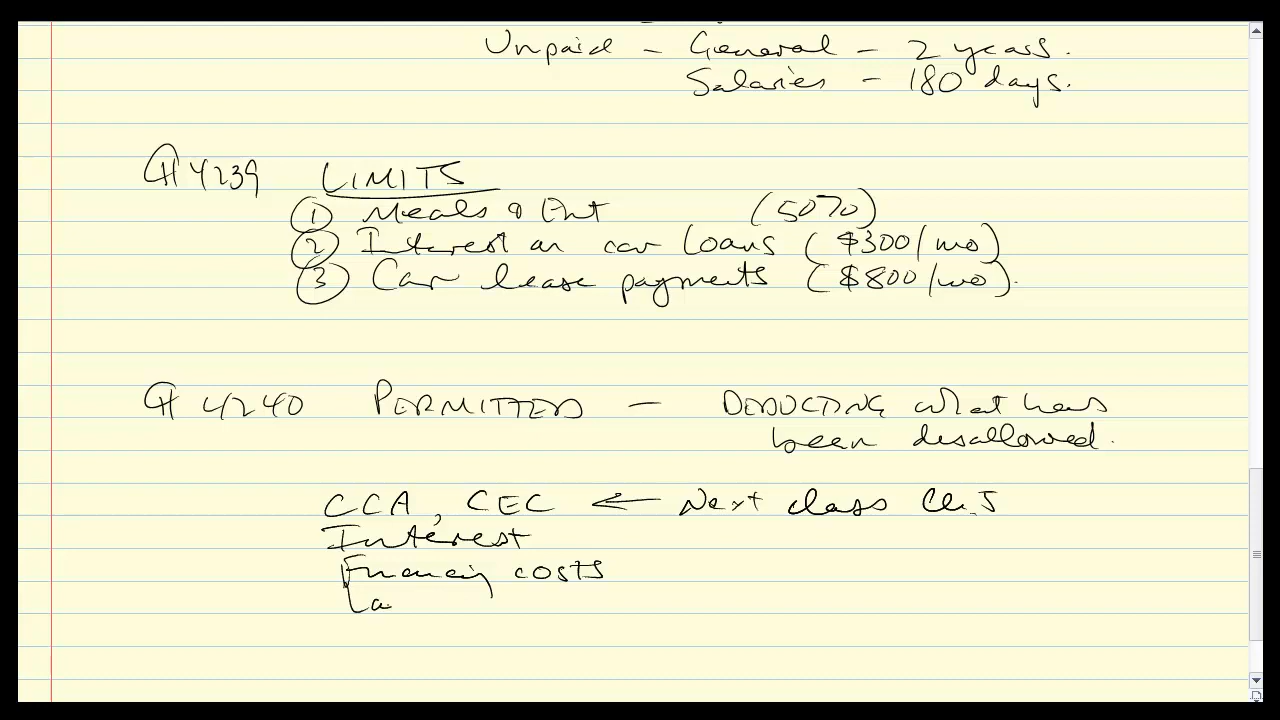 Unpaid - General - 2 years.
Salaries - 180 days.
¶ 4239 LIMITS
① Meals & Ent (50%)
② Interest on car loans ($300/mo)
③ Car lease payments ($800/mo).
¶ 4240 PERMITTED - DEDUCTING what has
been disallowed.
CCA, CEC ← Next class Ch. 5
Interest
Financing costs
La